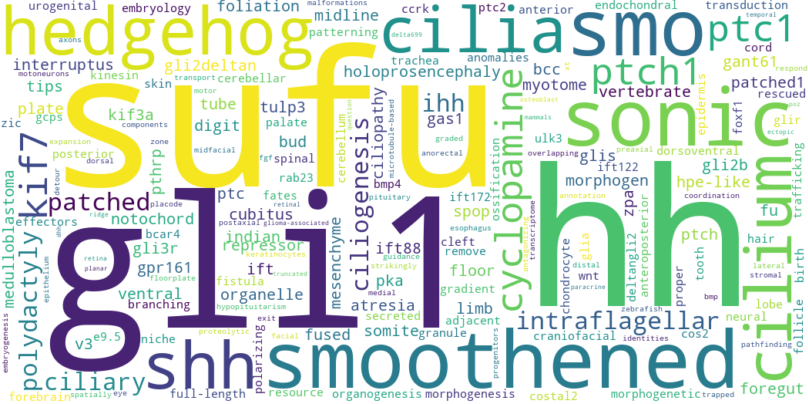 urogenital
embryology
foliation
ccrk
ptc2
anterior
endochondral
transduction
malformations
temporal
hedgehog
axons
midline
patterning
delta699
cilia
smo
ptc1
interruptus
gli2deltan
kinesin
skin
cerebellar
trachea
anomalies
holoprosencephaly
bcc
myotome
ptch1
vertebrate
cord
gant61
patched1
rescued
respond
tips
plate
zic
gcps
kif3a
transport
motor
tube
tulp3
palate
digit
bud
spinal
ihh
gas1
sufu
cerebellum
ciliopathy
microtubule-based
graded
anorectal
cyclopamine
ossification
osteoblast
xt
mammals
sonic
epidermis
foxf1
glir
ectopic
posterior
components
zone
dorsal
midfacial
fgf
pthrp
rab23
ulk3
preaxial
dorsoventral
overlapping
glis
ift122
gli2b
morphogen
hpe-like
coordination
kif7
patched
detour
placode
ptc
fates
bmp4
pituitary
ift172
zpa
annotation
fu
medulloblastoma
effectors
ridge
notochord
cubitus
postaxial
glioma-associated
ciliogenesis
spop
cleft
ift88
guidance
esophagus
remove
transcriptome
glia
wnt
deltangli2
anteroposterior
ptch
tooth
hair
lateral
stromal
trafficking
polydactyly
retina
planar
epithelium
bcar4
gli3r
indian
repressor
keratinocytes
mesenchyme
strikingly
gli1
hh
cilium
gpr161
ift
truncated
pka
floor
gradient
chondrocyte
distal
paracrine
proper
bmp
lobe
birth
ventral
floorplate
organelle
fistula
atresia
medial
limb
branching
hypopituitarism
secreted
adjacent
zebrafish
neural
follicle
v3
e9.5
niche
proteolytic
exit
facial
polarizing
fused
somite
granule
intraflagellar
craniofacial
identities
cos2
pathfinding
embryogenesis
ciliary
shh
smoothened
progenitors
forebrain
spatially
eye
full-length
resource
organogenesis
morphogenesis
costal2
morphogenetic
trapped
foregut